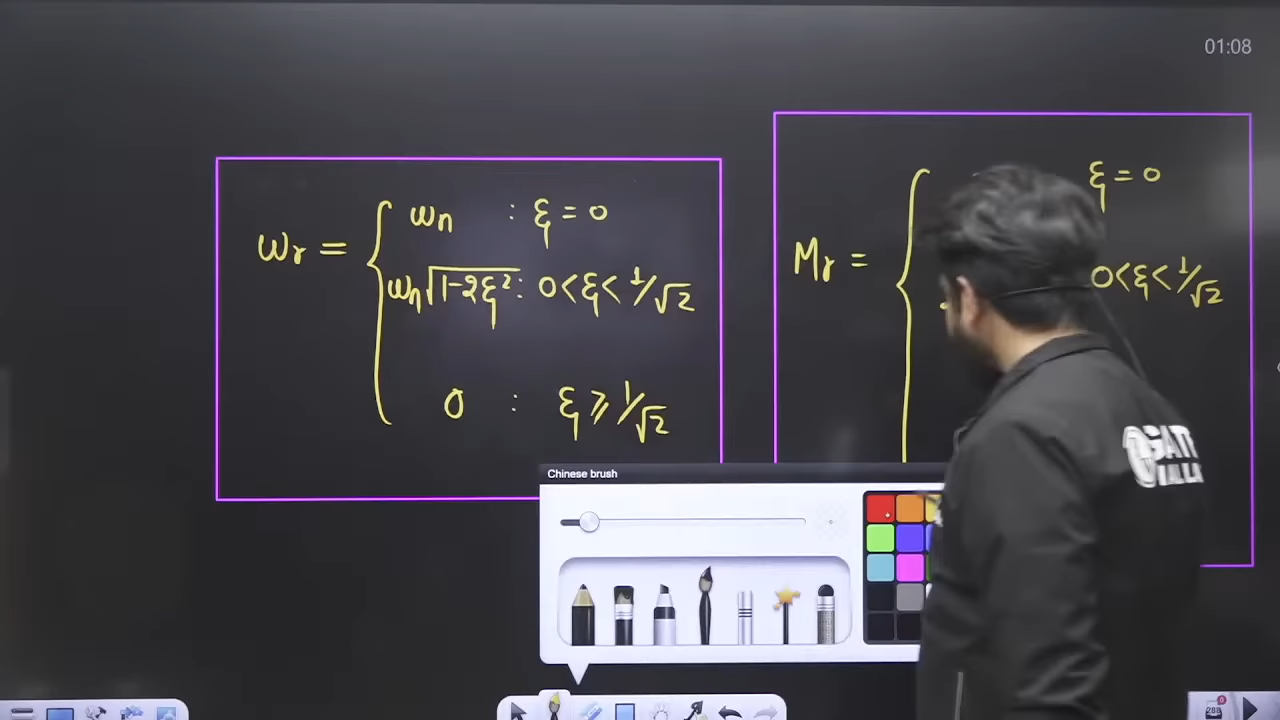 01:08
ωr = { ωn : ξ = 0
ωn√1-2ξ² : 0 < ξ < 1/√2
0 : ξ ⩾ 1/√2
Mr = {
ξ = 0
0 < ξ < 1/√2
Chinese brush